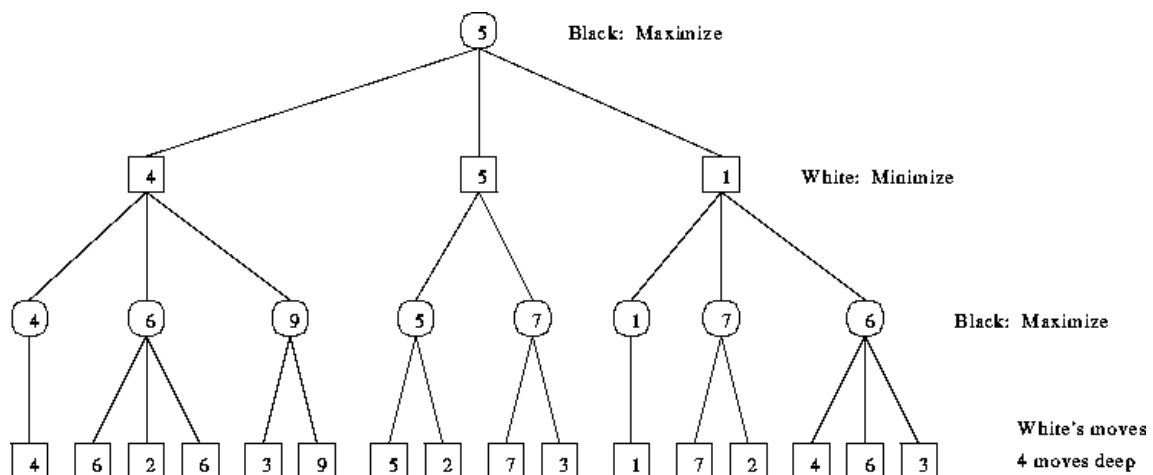 5 Black: Maximize
4 5 1 White: Minimize
4 6 9 5 7 1 7 6 Black: Maximize
White's moves
4 6 2 6 3 9 5 2 7 3 1 7 2 4 6 3 4 moves deep